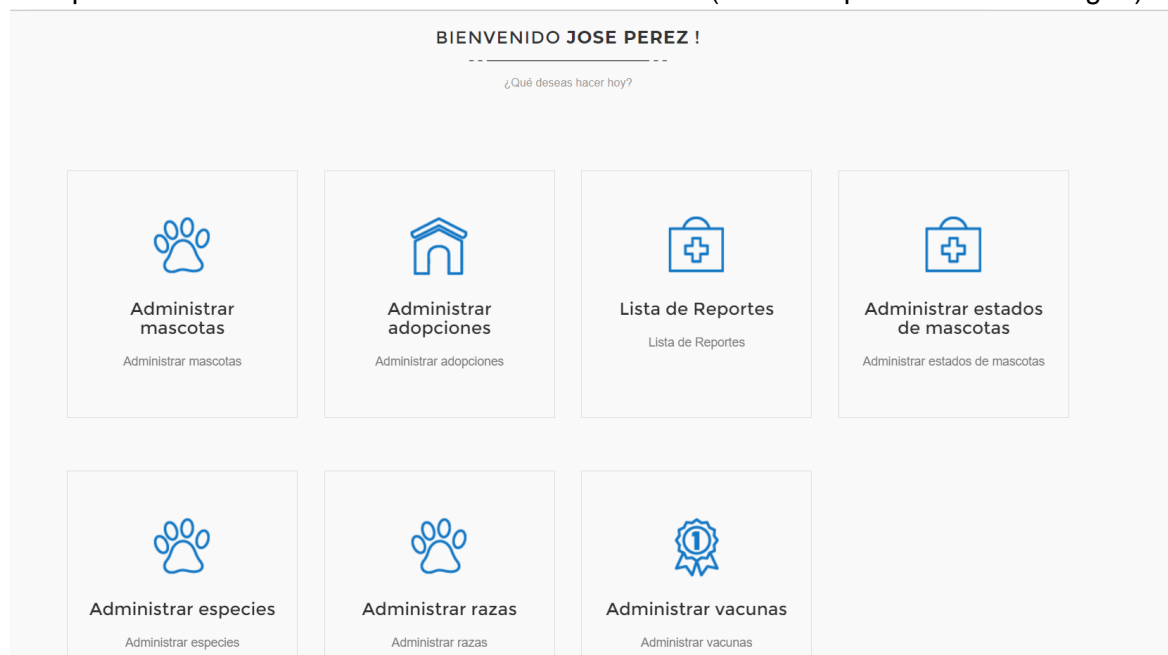 BIENVENIDO JOSE PEREZ !
¿Qué deseas hacer hoy?
Administrar
mascotas
Administrar mascotas
Administrar
adopciones
Administrar adopciones
Lista de Reportes
Lista de Reportes
Administrar estados
de mascotas
Administrar estados de mascotas
Administrar especies
Administrar especies
Administrar razas
Administrar razas
Administrar vacunas
Administrar vacunas